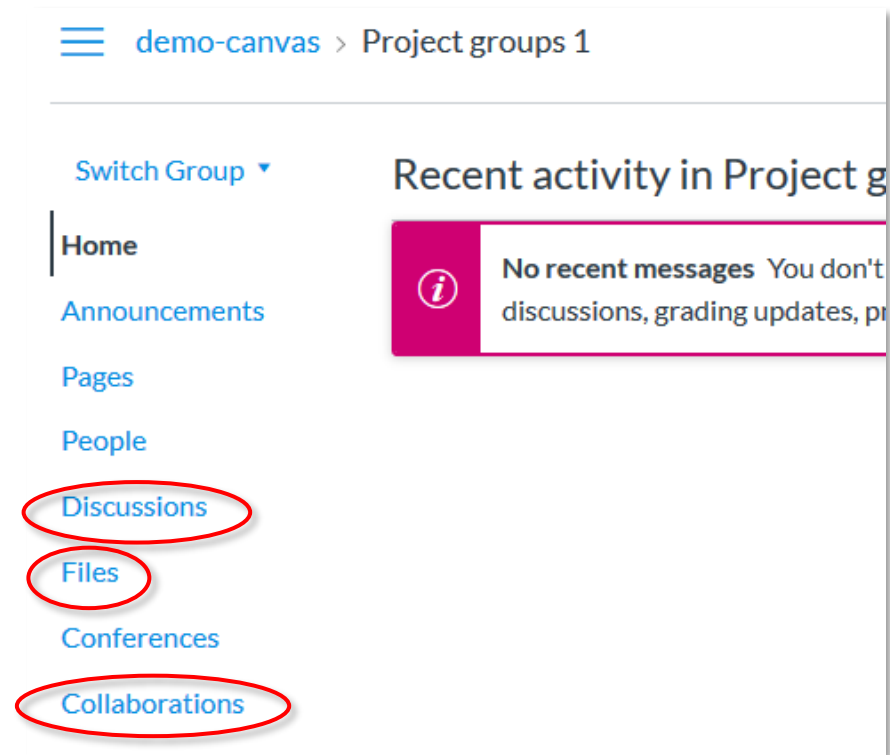 demo-canvas > Project groups 1
Switch Group
Recent activity in Project g
Home
No recent messages You don't
discussions, grading updates, pr
Announcements
Pages
People
Discussions
Files
Conferences
Collaborations